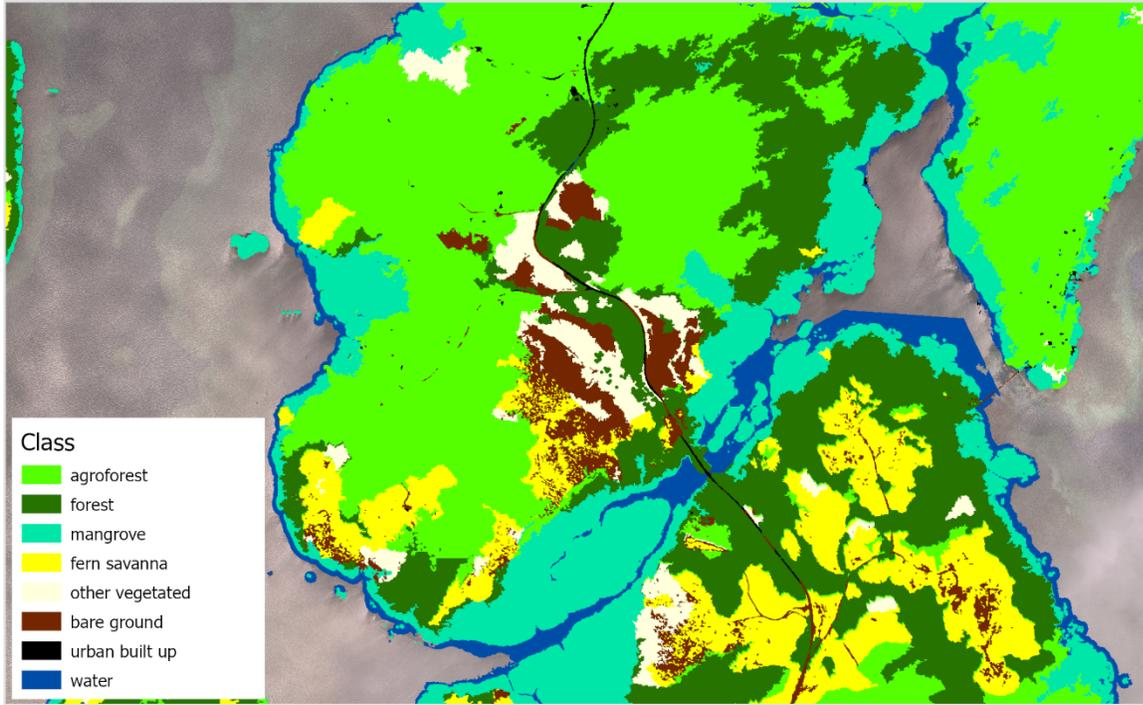 Class
agroforest
forest
mangrove
fern savanna
other vegetated
bare ground
urban built up
water